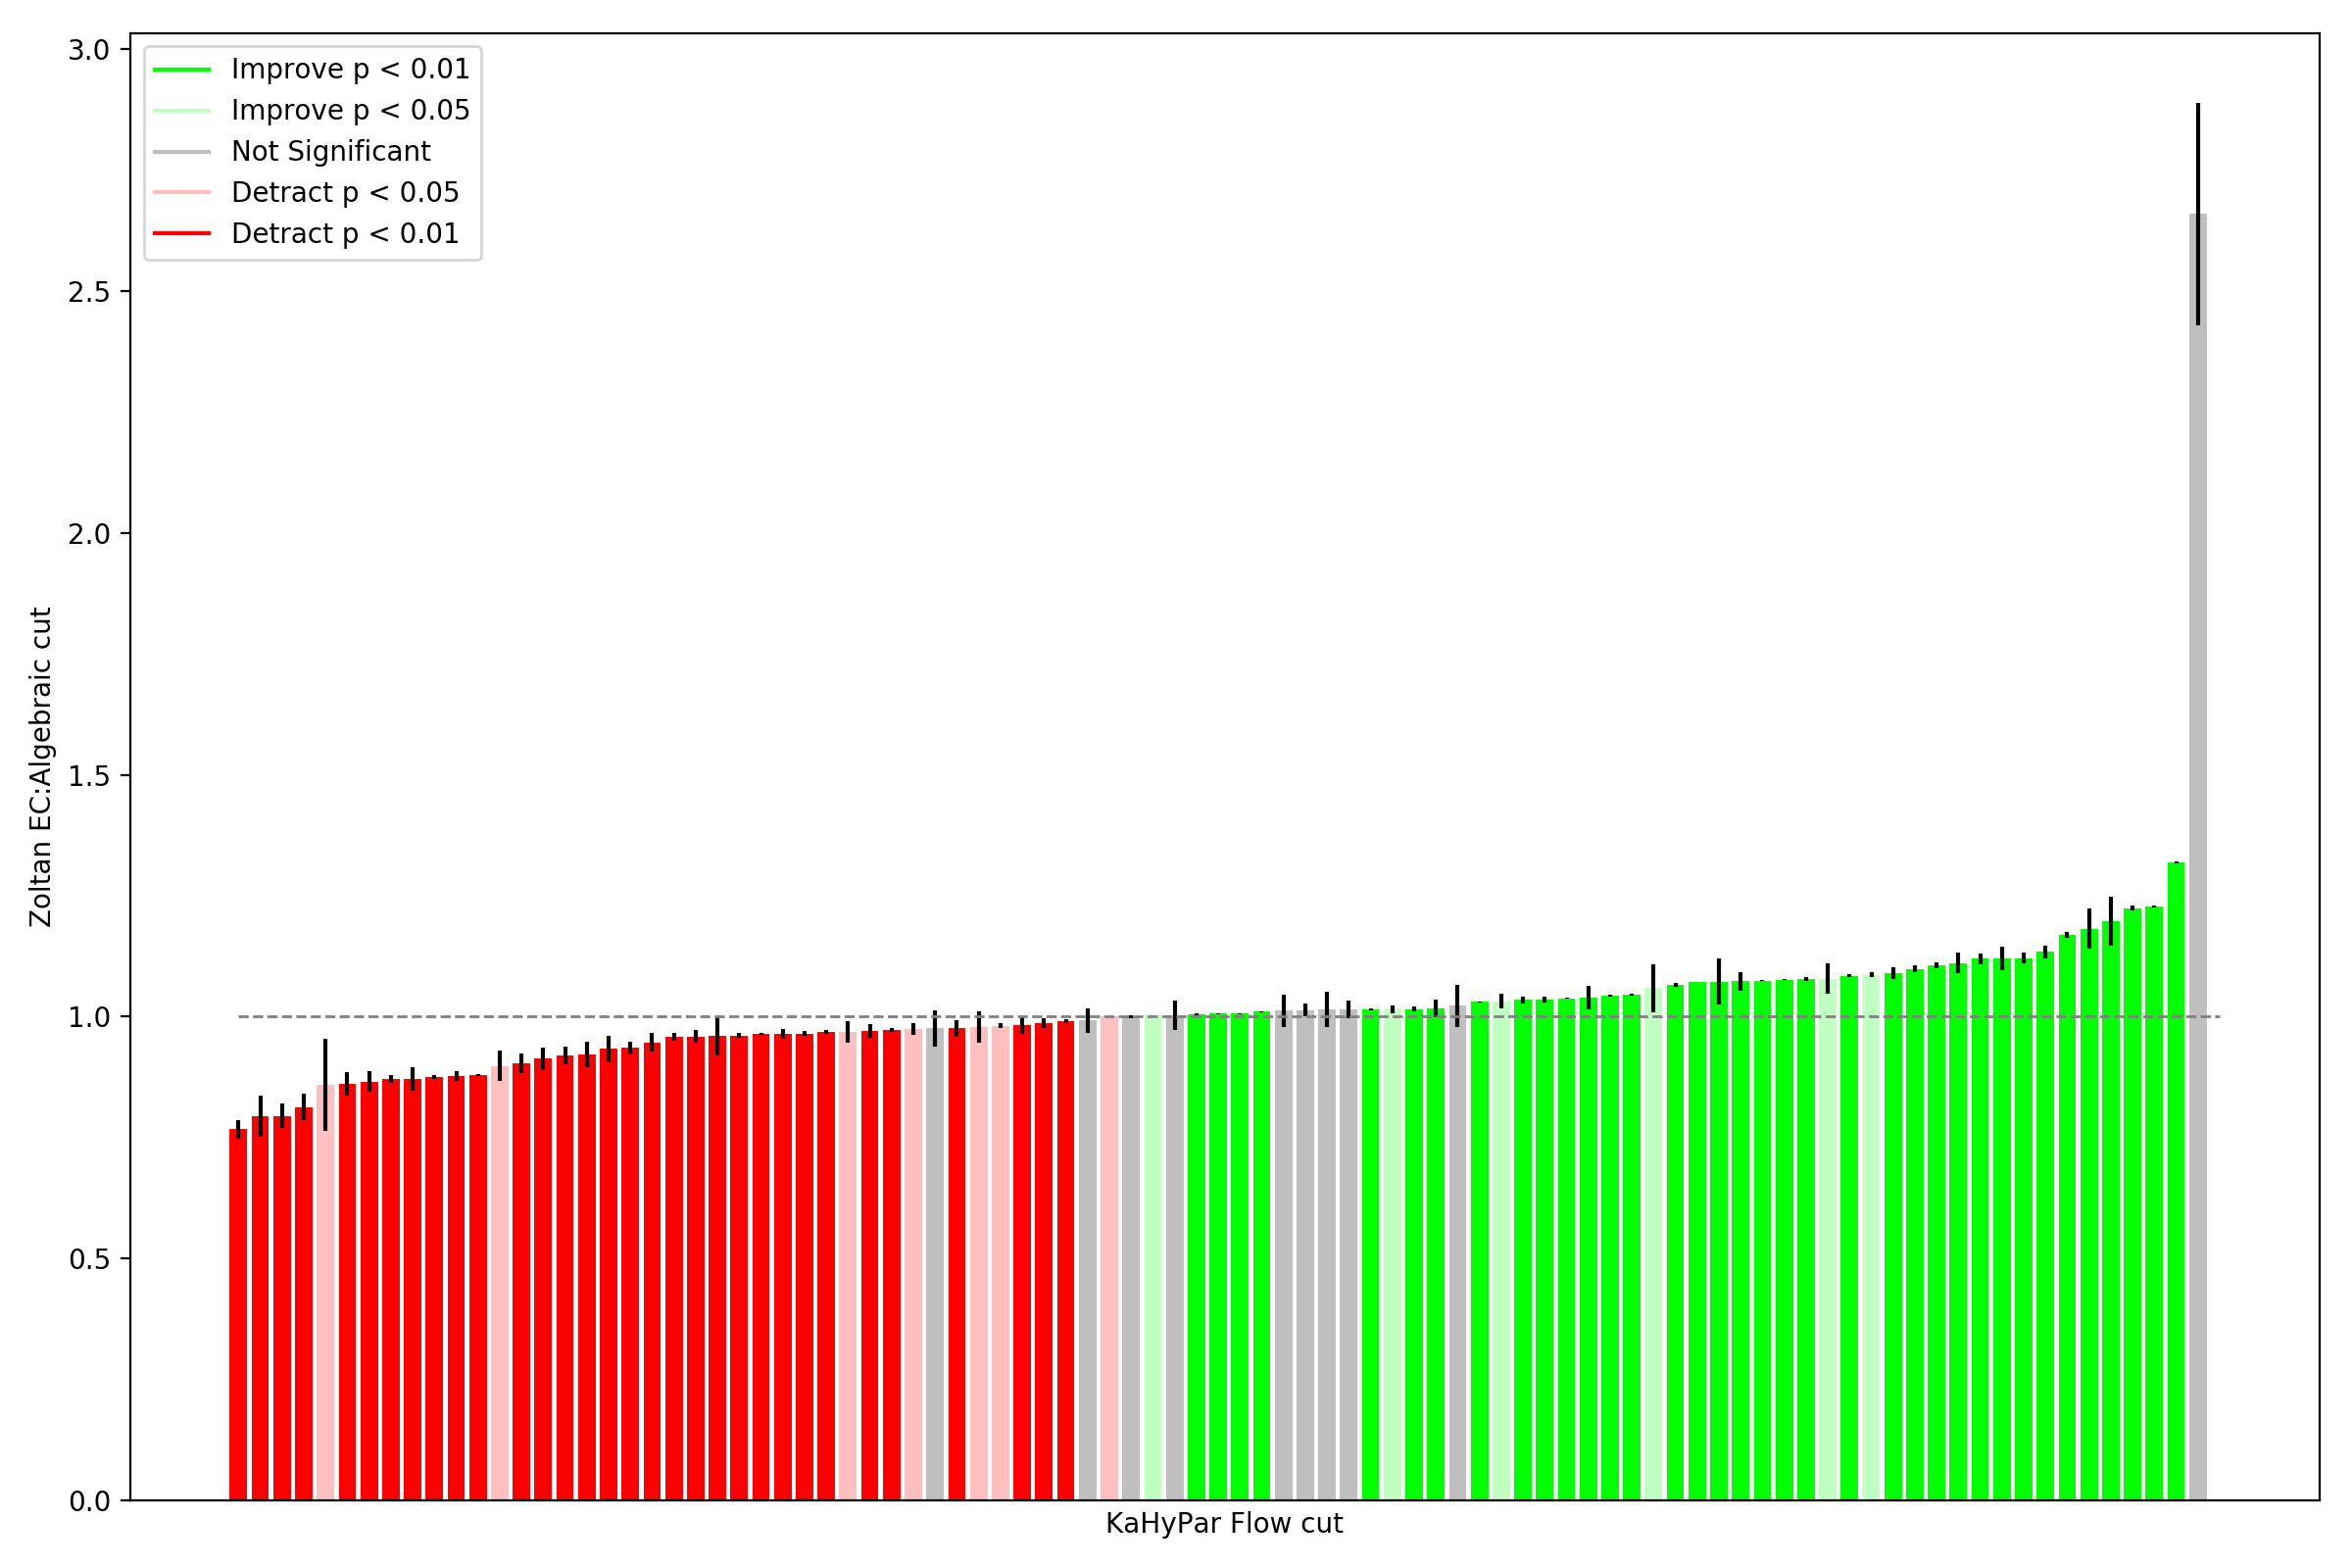 3.0
2.5
2.0
1.5
1.0
0.5
0.0
Zoltan EC:Algebraic cut
Improve p < 0.01
Improve p < 0.05
Not Significant
Detract p < 0.05
Detract p < 0.01
KaHyPar Flow cut